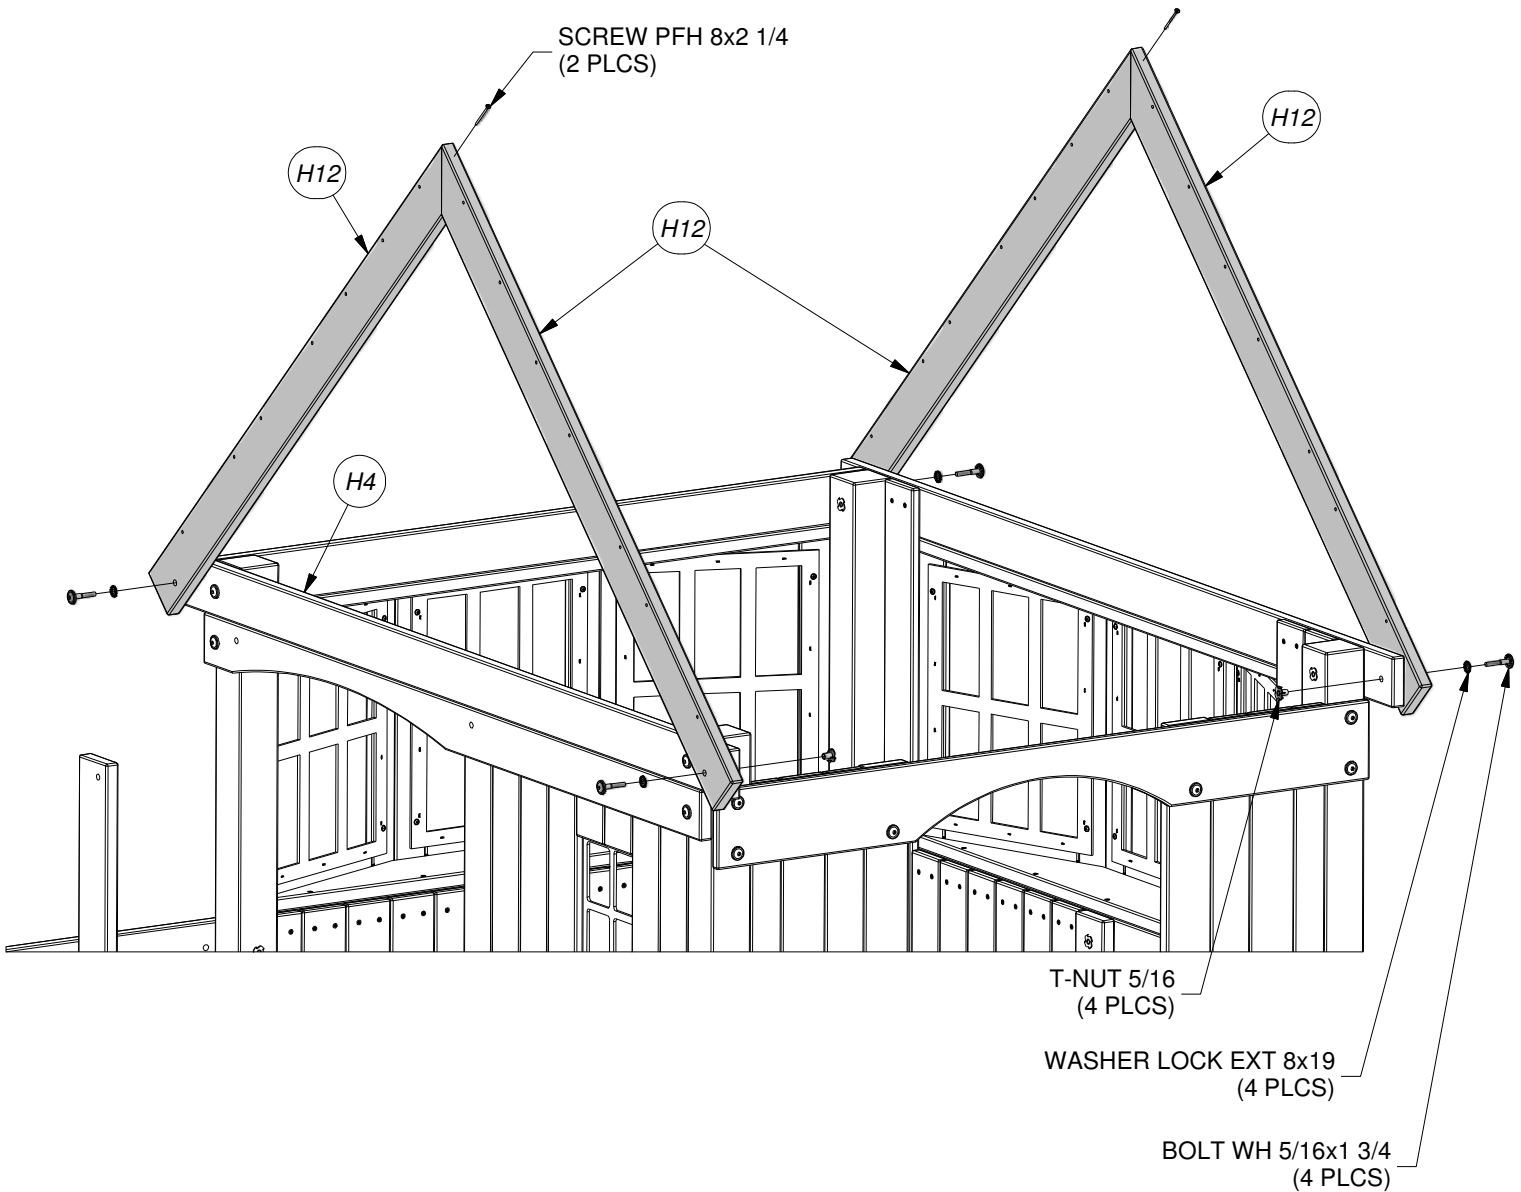 SCREW PFH 8x2 1/4
(2 PLCS)
H12
H12
H12
H4
T-NUT 5/16
(4 PLCS)
WASHER LOCK EXT 8x19
(4 PLCS)
BOLT WH 5/16x1 3/4
(4 PLCS)